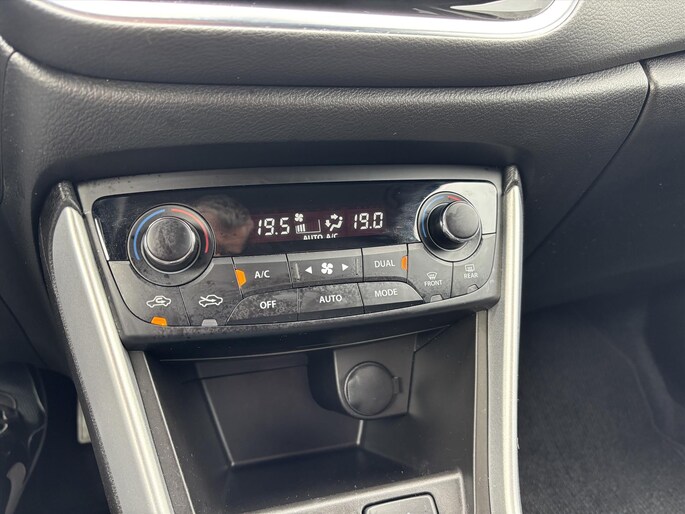 19.5 19.0
AUTO A/C
A/C DUAL
FRONT REAR
OFF AUTO MODE